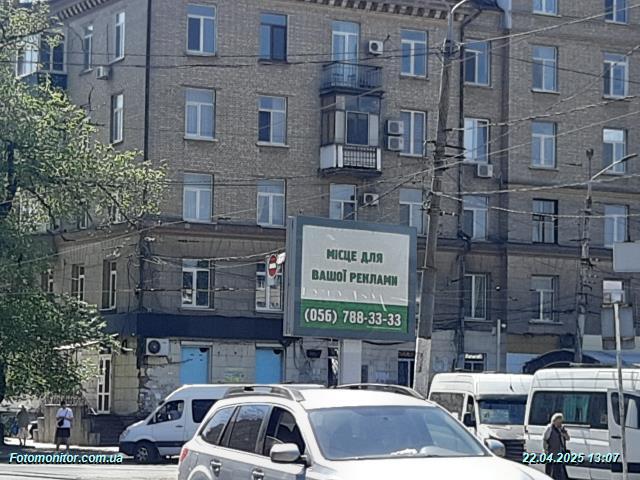 МІСЦЕ ДЛЯ
ВАШОЇ РЕКЛАМИ
(056) 788-33-33
Fotomonitor.com.ua
22.04.2025 13:07